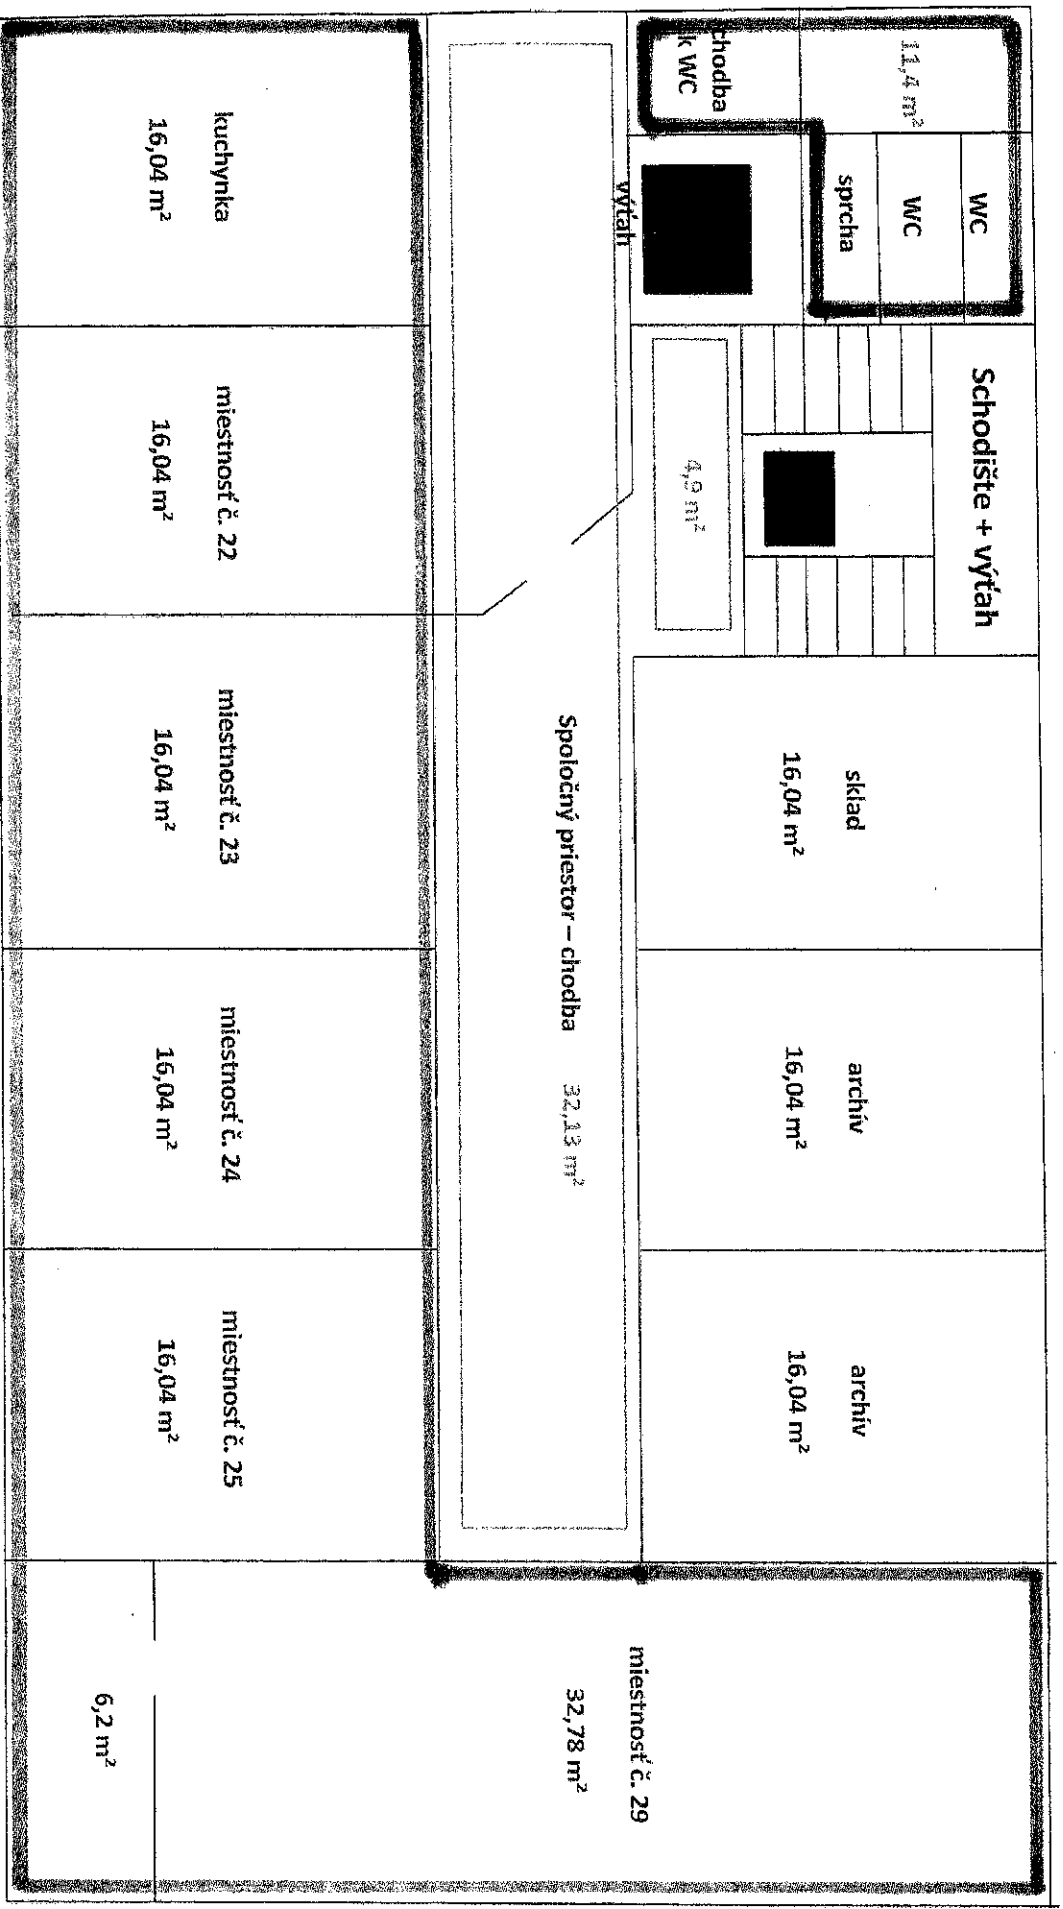 11,4 m²
chodba
k WC
WC
WC
sprcha
výťah
Schodište + výťah
4,9 m²
sklad
16,04 m²
archív
16,04 m²
archív
16,04 m²
Spoločný priestor – chodba 32,13 m²
kuchynka
16,04 m²
miestnosť č. 22
16,04 m²
miestnosť č. 23
16,04 m²
miestnosť č. 24
16,04 m²
miestnosť č. 25
16,04 m²
miestnosť č. 29
32,78 m²
6,2 m²